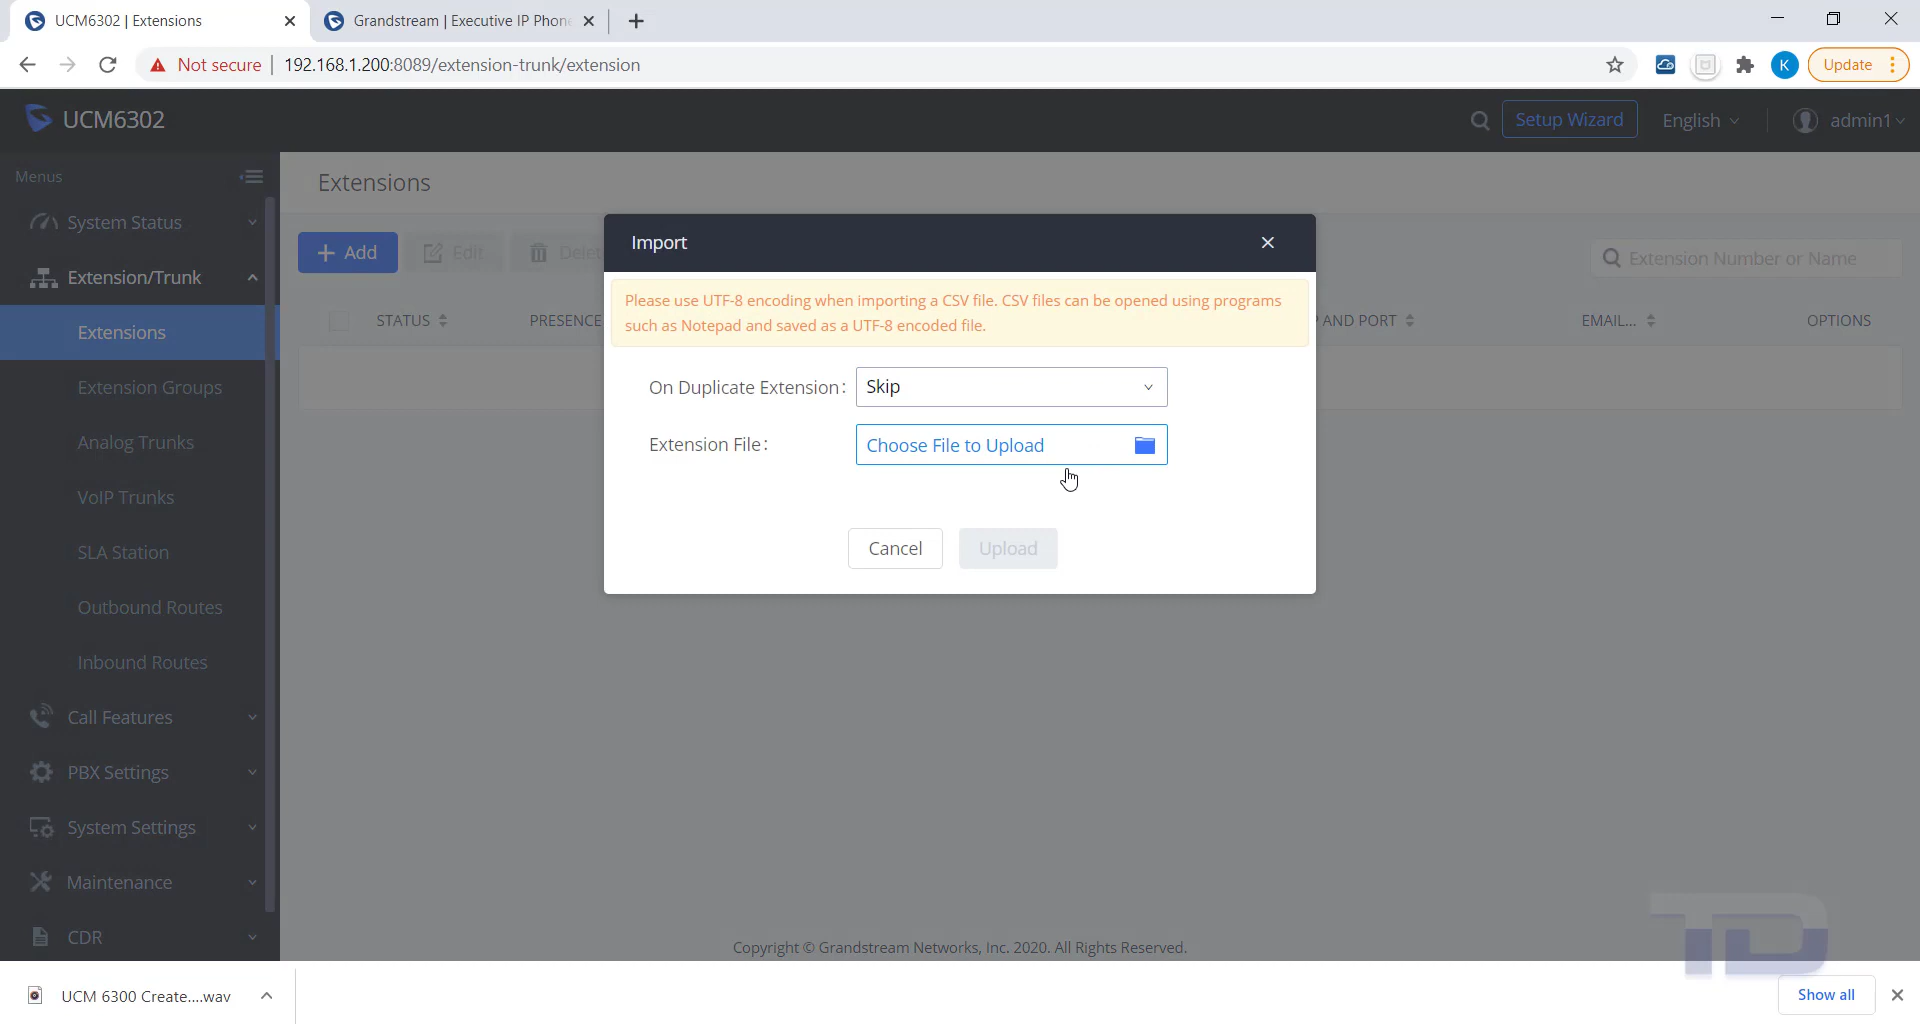 UCM6302 | Extensions
Grandstream | Executive IP Phon
Not secure
192.168.1.200:8089/extension-trunk/extension
K
Update
UCM6302
Setup Wizard
English
admin1
Menus
System Status
Extension/Trunk
Extensions
Extension Groups
Analog Trunks
VoIP Trunks
SLA Station
Outbound Routes
Inbound Routes
Call Features
PBX Settings
System Settings
Maintenance
CDR
Extensions
+ Add
Edit
Delet
Extension Number or Name
STATUS
PRESENCE
AND PORT
EMAIL...
OPTIONS
Import
Please use UTF-8 encoding when importing a CSV file. CSV files can be opened using programs
such as Notepad and saved as a UTF-8 encoded file.
On Duplicate Extension: Skip
Extension File: Choose File to Upload
Cancel
Upload
Copyright © Grandstream Networks, Inc. 2020. All Rights Reserved.
TD
UCM 6300 Create....wav
Show all